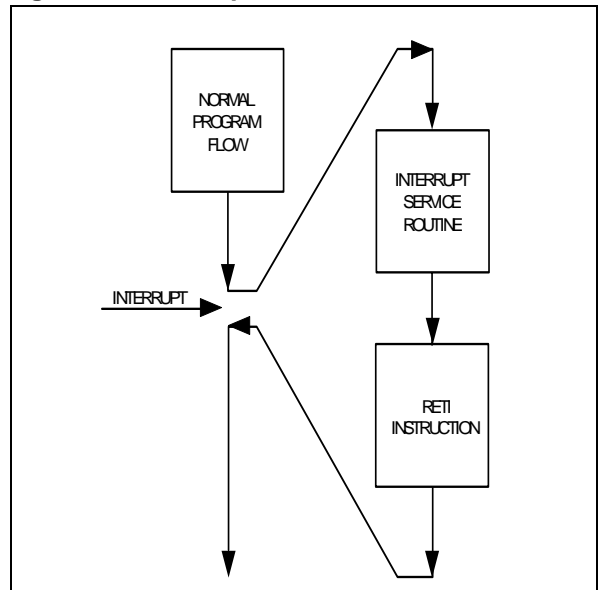 NORMAL
PROGRAM
FLOW
INTERRUPT
SERVICE
ROUTINE
INTERRUPT
RETI
INSTRUCTION